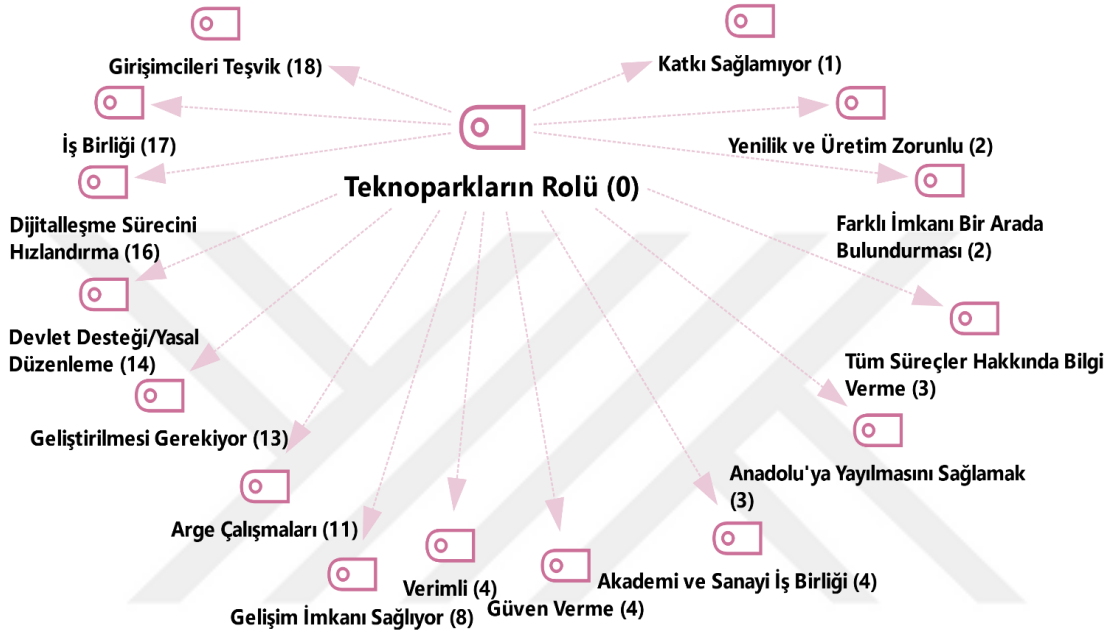 Girişimcileri Teşvik (18)
Katkı Sağlamıyor (1)
İş Birliği (17)
Yenilik ve Üretim Zorunlu (2)
Teknoparkların Rolü (0)
Dijitalleşme Sürecini
Hızlandırma (16)
Farklı İmkanı Bir Arada
Bulundurması (2)
Devlet Desteği/Yasal
Düzenleme (14)
Tüm Süreçler Hakkında Bilgi
Verme (3)
Geliştirilmesi Gerekiyor (13)
Anadolu'ya Yayılmasını Sağlamak
(3)
Arge Çalışmaları (11)
Verimli (4)
Akademi ve Sanayi İş Birliği (4)
Gelişim İmkanı Sağlıyor (8)
Güven Verme (4)